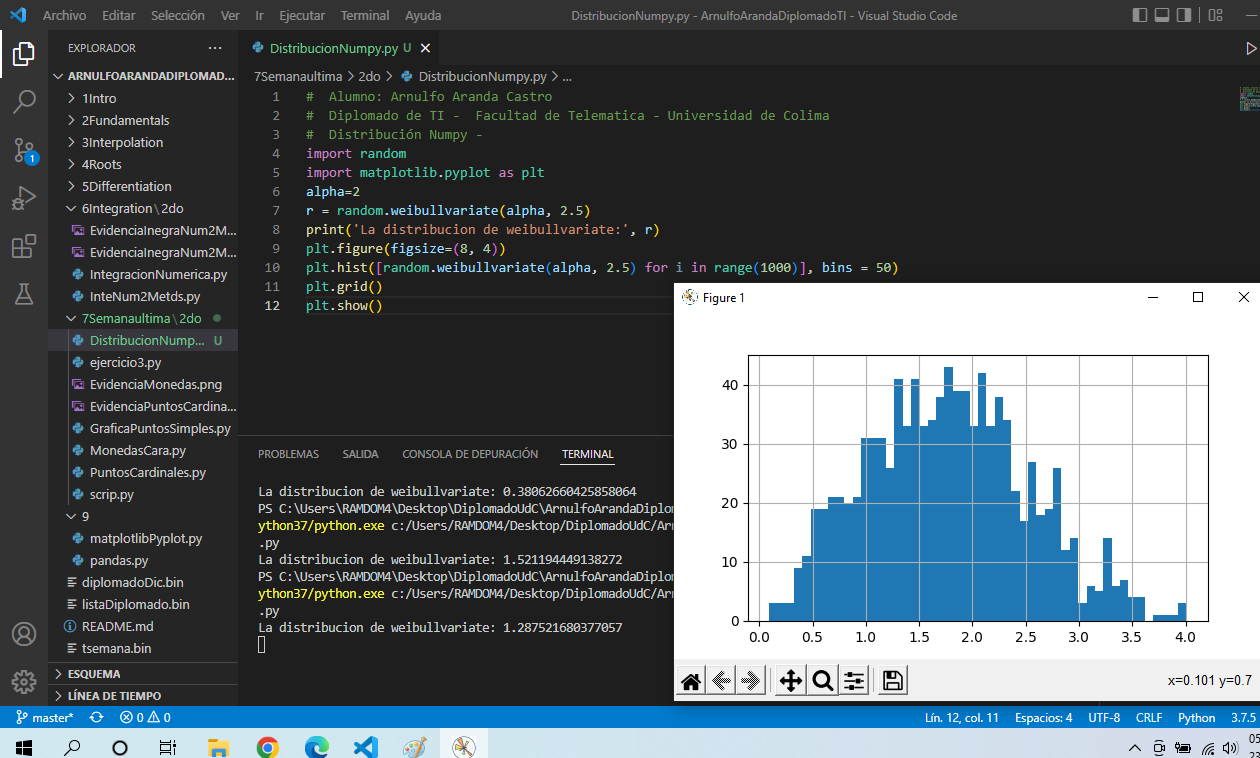 Archivo Editar Selección Ver Ir Ejecutar Terminal Ayuda DistribucionNumpy.py - ArnulfoArandaDiplomadoTI - Visual Studio Code
EXPLORADOR ...
ARNULFOARANDADIPLOMAD...
1Intro
2Fundamentals
3Interpolation
4Roots
5Differentiation
6Integration\2do
EvidenciaInegraNum2M...
EvidenciaInegraNum2M...
IntegracionNumerica.py
InteNum2Metds.py
7Semanaultima\2do
DistribucionNump... U
ejercicio3.py
EvidenciaMonedas.png
EvidenciaPuntosCardina...
GraficaPuntosSimples.py
MonedasCara.py
PuntosCardinales.py
scrip.py
9
matplotlibPyplot.py
pandas.py
diplomadoDic.bin
listaDiplomado.bin
README.md
tsemana.bin
ESQUEMA
LÍNEA DE TIEMPO
1
DistribucionNumpy.py U
7Semanaultima > 2do > DistribucionNumpy.py > ...
1 # Alumno: Arnulfo Aranda Castro
2 # Diplomado de TI - Facultad de Telematica - Universidad de Colima
3 # Distribución Numpy -
4 import random
5 import matplotlib.pyplot as plt
6 alpha=2
7 r = random.weibullvariate(alpha, 2.5)
8 print('La distribucion de weibullvariate:', r)
9 plt.figure(figsize=(8, 4))
10 plt.hist([random.weibullvariate(alpha, 2.5) for i in range(1000)], bins = 50)
11 plt.grid()
12 plt.show()
PROBLEMAS SALIDA CONSOLA DE DEPURACIÓN TERMINAL
La distribucion de weibullvariate: 0.38062660425858064
PS C:\Users\RAMDOM4\Desktop\DiplomadoUdC\ArnulfoArandaDiplom
ython37/python.exe c:/Users/RAMDOM4/Desktop/DiplomadoUdC/Arn
.py
La distribucion de weibullvariate: 1.521194449138272
PS C:\Users\RAMDOM4\Desktop\DiplomadoUdC\ArnulfoArandaDiplom
ython37/python.exe c:/Users/RAMDOM4/Desktop/DiplomadoUdC/Arn
.py
La distribucion de weibullvariate: 1.287521680377057
Figure 1
40
30
20
10
0
0.0 0.5 1.0 1.5 2.0 2.5 3.0 3.5 4.0
x=0.101 y=0.7
master* 0 0 Lín. 12, col. 11 Espacios: 4 UTF-8 CRLF Python 3.7.5
05
23